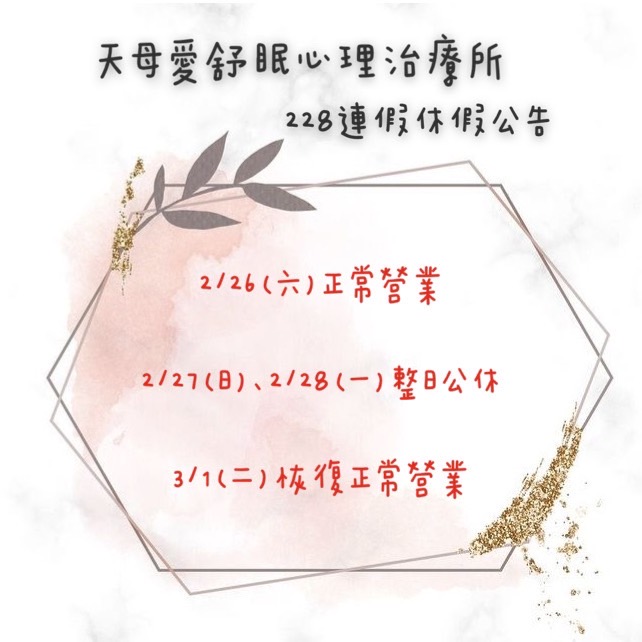 天母愛舒眠心理治療所
228連假休假公告
2/26(六)正常營業
2/27(日)、2/28(一)整日公休
3/1(二)恢復正常營業